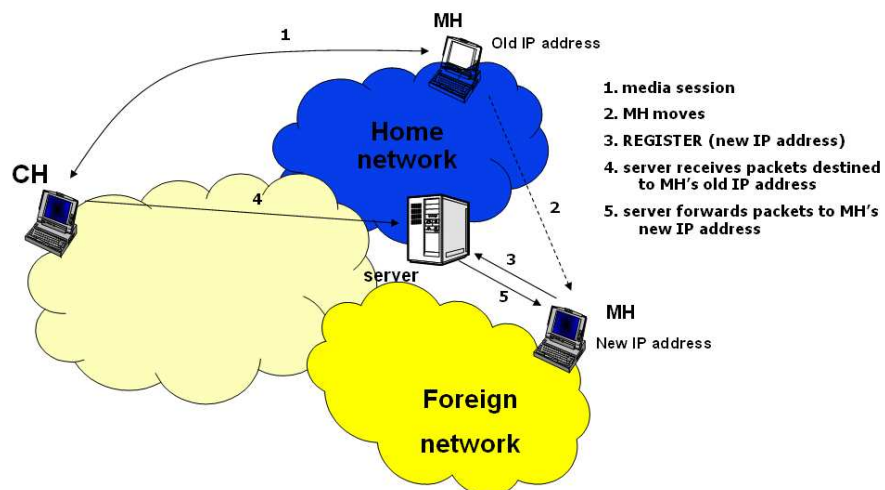 MH
Old IP address
1
Home
network
CH
4
server
2
3
5
MH
New IP address
Foreign
network
1. media session
2. MH moves
3. REGISTER (new IP address)
4. server receives packets destined
to MH's old IP address
5. server forwards packets to MH's
new IP address